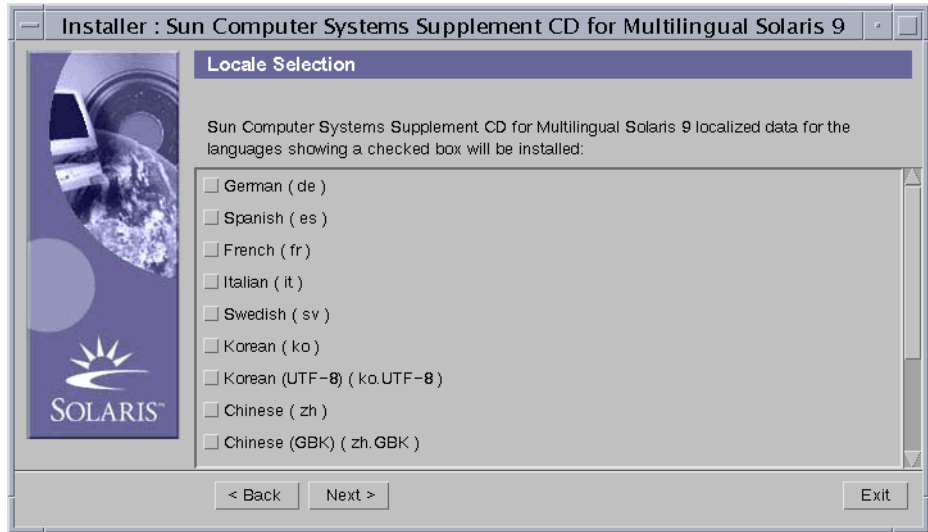 Installer : Sun Computer Systems Supplement CD for Multilingual Solaris 9
Locale Selection
Sun Computer Systems Supplement CD for Multilingual Solaris 9 localized data for the
languages showing a checked box will be installed:
German ( de )
Spanish ( es )
French ( fr )
Italian ( it )
Swedish ( sv )
Korean ( ko )
Korean (UTF-8) ( ko.UTF-8 )
Chinese ( zh )
Chinese (GBK) ( zh.GBK )
SOLARIS™
< Back
Next >
Exit